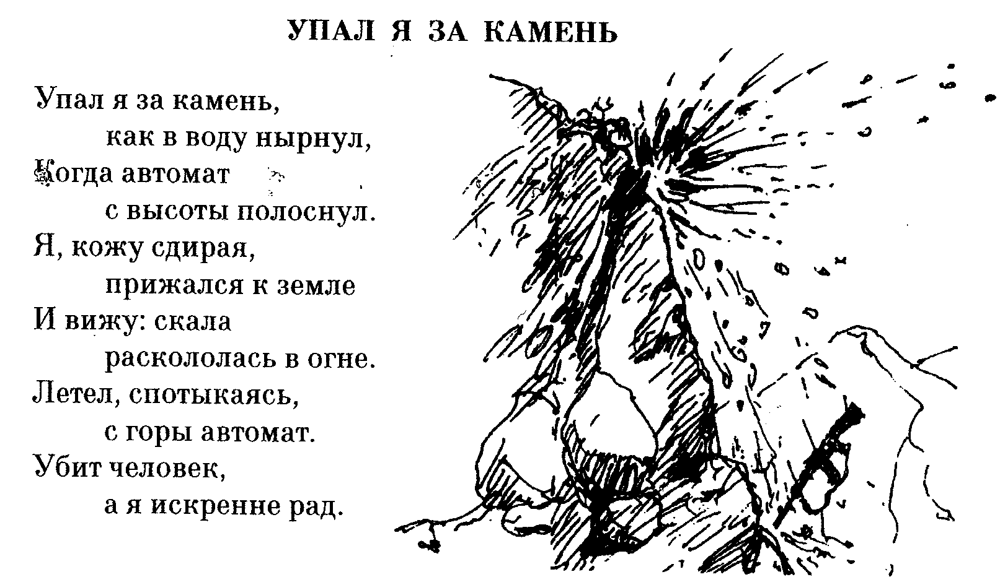 УПАЛ Я ЗА КАМЕНЬ
Упал я за камень,
как в воду нырнул,
Когда автомат
с высоты полоснул.
Я, кожу сдирая,
прижался к земле
И вижу: скала
раскололась в огне.
Летел, спотыкаясь,
с горы автомат.
Убит человек,
а я искренне рад.